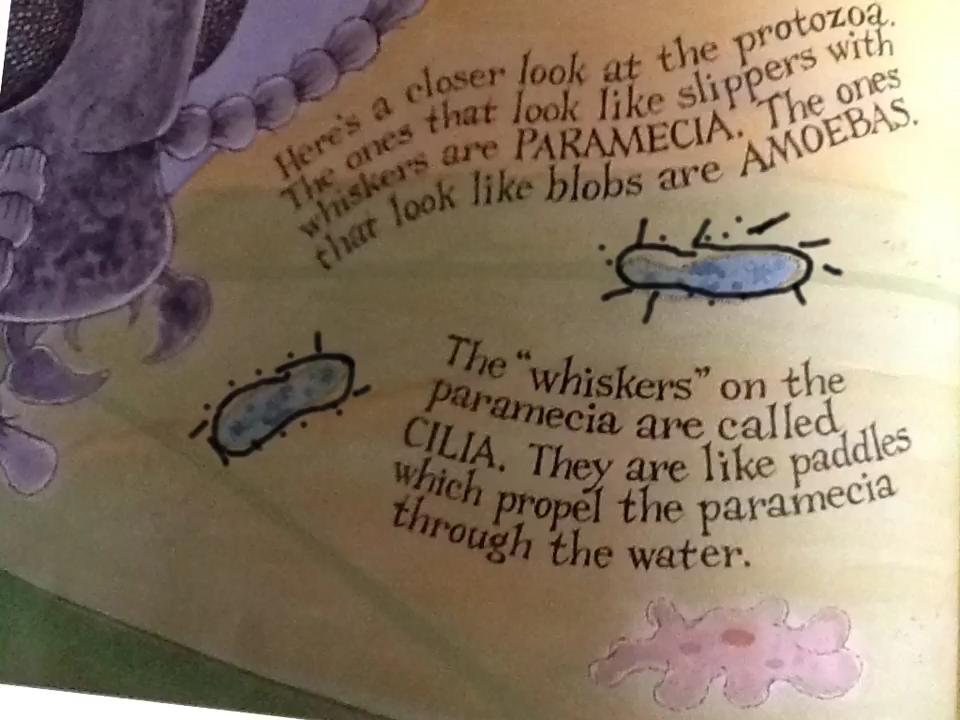 Here's a closer look at the protozoa.
The ones that look like slippers with
whiskers are PARAMECIA. The ones
that look like blobs are AMOEBAS.
The "whiskers" on the
paramecia are called
CILIA. They are like paddles
which propel the paramecia
through the water.